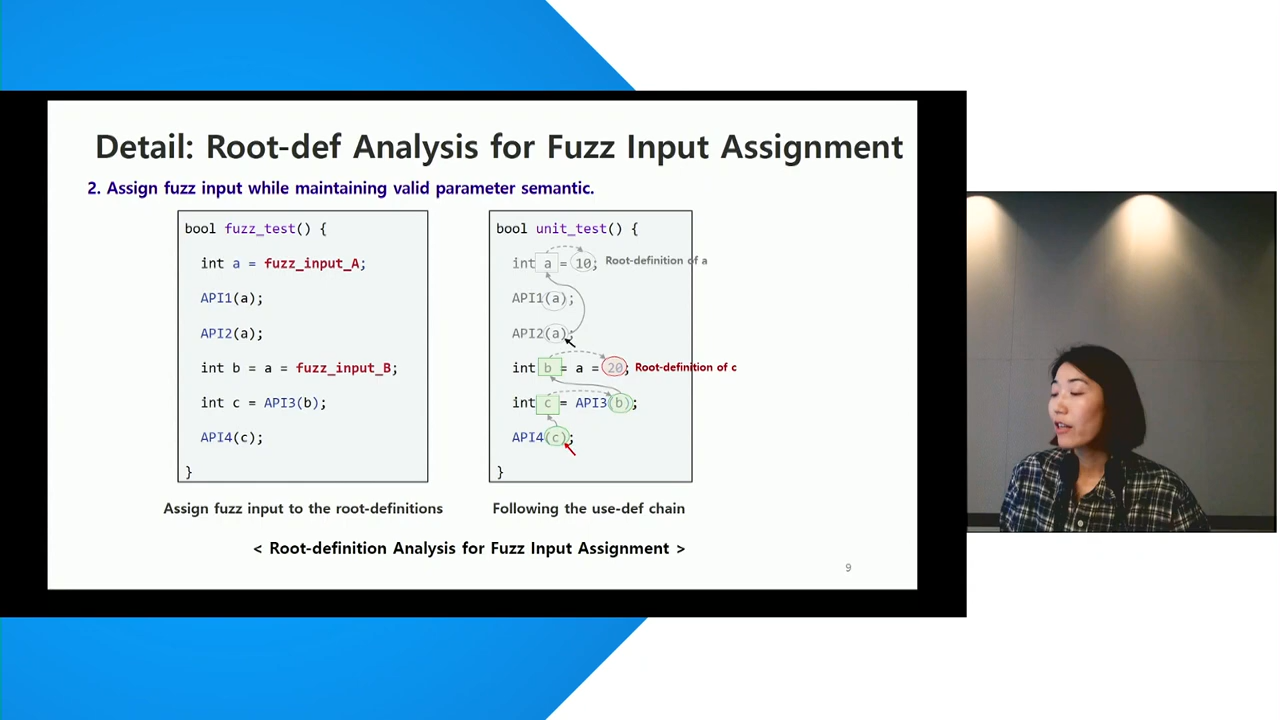 Detail: Root-def Analysis for Fuzz Input Assignment
2. Assign fuzz input while maintaining valid parameter semantic.
bool fuzz_test() {
int a = fuzz_input_A;
API1(a);
API2(a);
int b = a = fuzz_input_B;
int c = API3(b);
API4(c);
}
Assign fuzz input to the root-definitions
bool unit_test() {
int a = 10; Root-definition of a
API1(a);
API2(a);
int b = a = 20; Root-definition of c
int c = API3(b);
API4(c);
}
Following the use-def chain
< Root-definition Analysis for Fuzz Input Assignment >
9